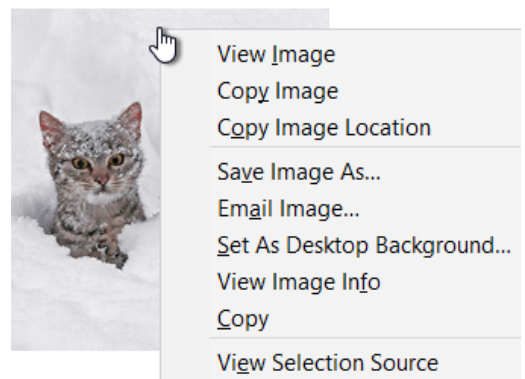 View Image
Copy Image
Copy Image Location
Save Image As...
Email Image...
Set As Desktop Background...
View Image Info
Copy
View Selection Source